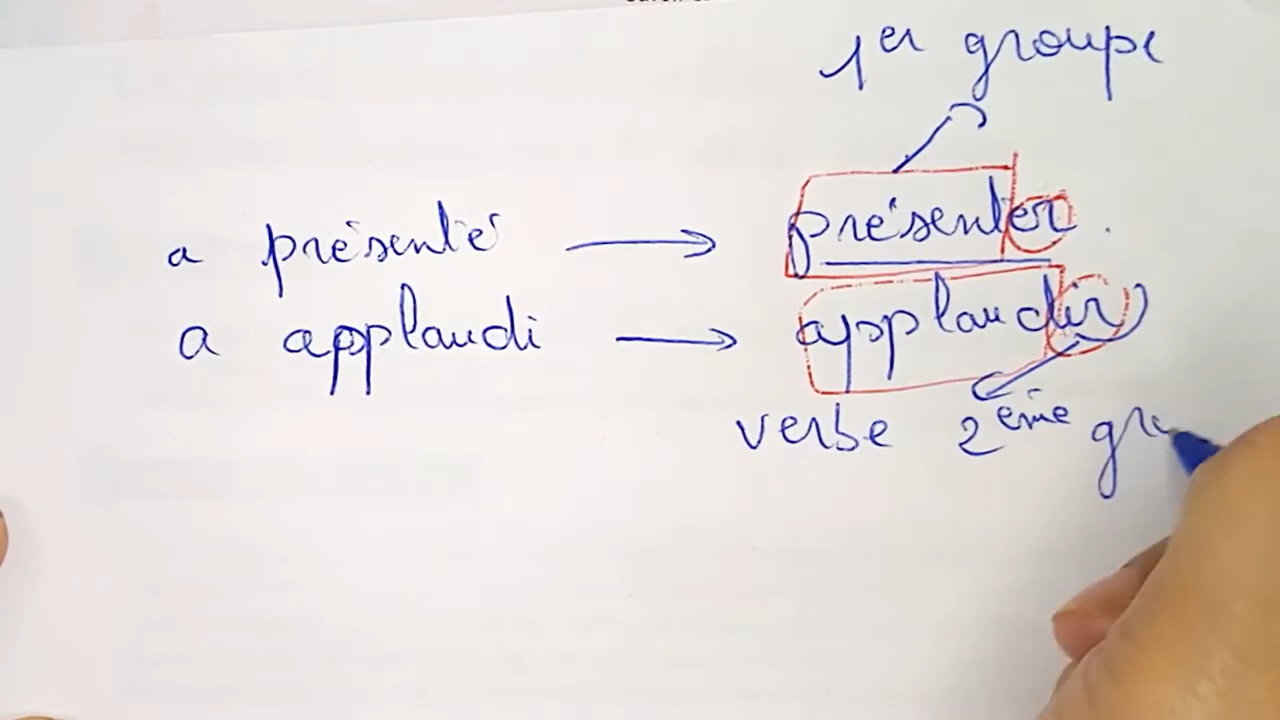 1er groupe
a présenté → présenter.
a applaudi → applaudir
verbe 2ème gr